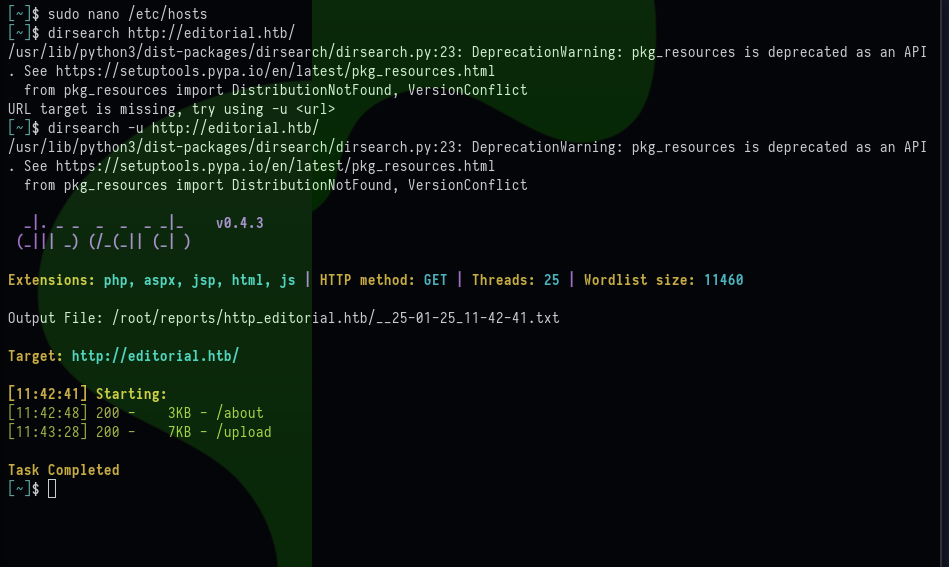 [~]$ sudo nano /etc/hosts
[~]$ dirsearch http://editorial.htb/
/usr/lib/python3/dist-packages/dirsearch/dirsearch.py:23: DeprecationWarning: pkg_resources is deprecated as an API
. See https://setuptools.pypa.io/en/latest/pkg_resources.html
  from pkg_resources import DistributionNotFound, VersionConflict
URL target is missing, try using -u <url>
[~]$ dirsearch -u http://editorial.htb/
/usr/lib/python3/dist-packages/dirsearch/dirsearch.py:23: DeprecationWarning: pkg_resources is deprecated as an API
. See https://setuptools.pypa.io/en/latest/pkg_resources.html
  from pkg_resources import DistributionNotFound, VersionConflict
  _|. _ _  _  _  _ _|_    v0.4.3
 (_||| _) (/_(_|| (_| )
Extensions: php, aspx, jsp, html, js | HTTP method: GET | Threads: 25 | Wordlist size: 11460
Output File: /root/reports/http_editorial.htb/__25-01-25_11-42-41.txt
Target: http://editorial.htb/
[11:42:41] Starting:
[11:42:48] 200 -    3KB - /about
[11:43:28] 200 -    7KB - /upload
Task Completed
[~]$